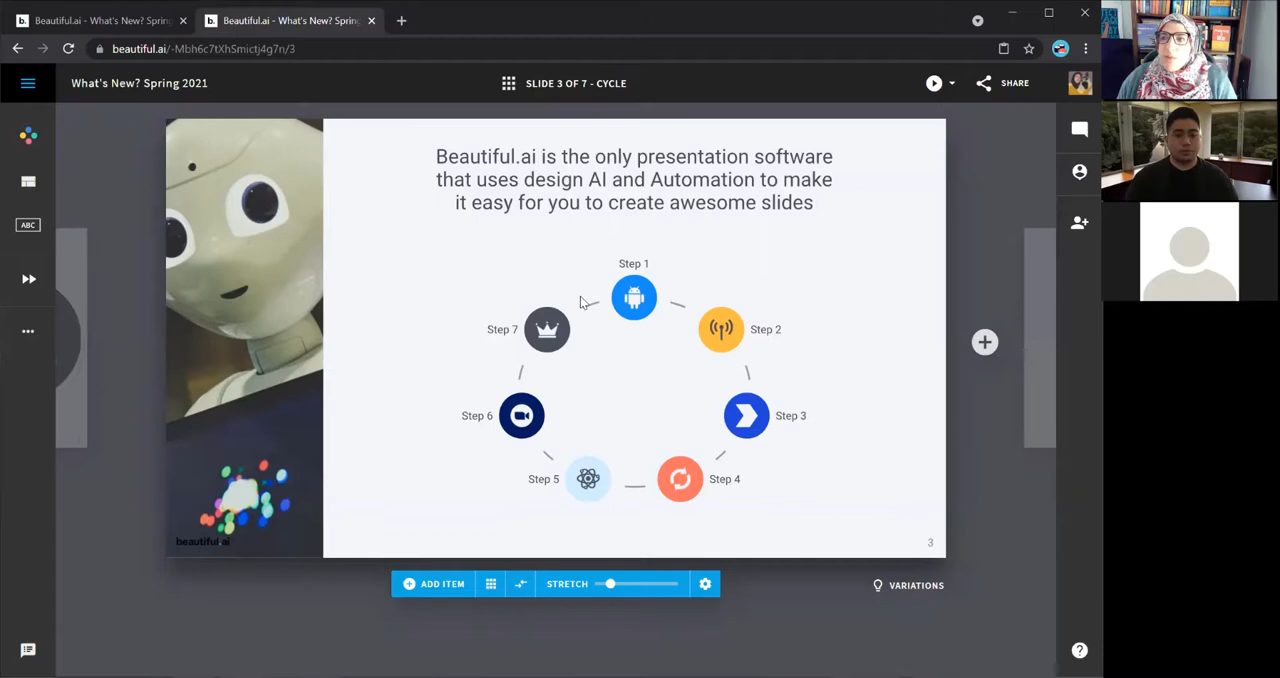 Beautiful.ai - What's New? Spring
Beautiful.ai - What's New? Spring
beautiful.ai/-Mbh6c7tXhSmictj4g7n/3
What's New? Spring 2021
SLIDE 3 OF 7 - CYCLE
SHARE
ABC
Beautiful.ai is the only presentation software
that uses design AI and Automation to make
it easy for you to create awesome slides
Step 1
Step 7
Step 2
Step 6
Step 3
Step 5
Step 4
beautiful.ai
3
ADD ITEM
STRETCH
VARIATIONS